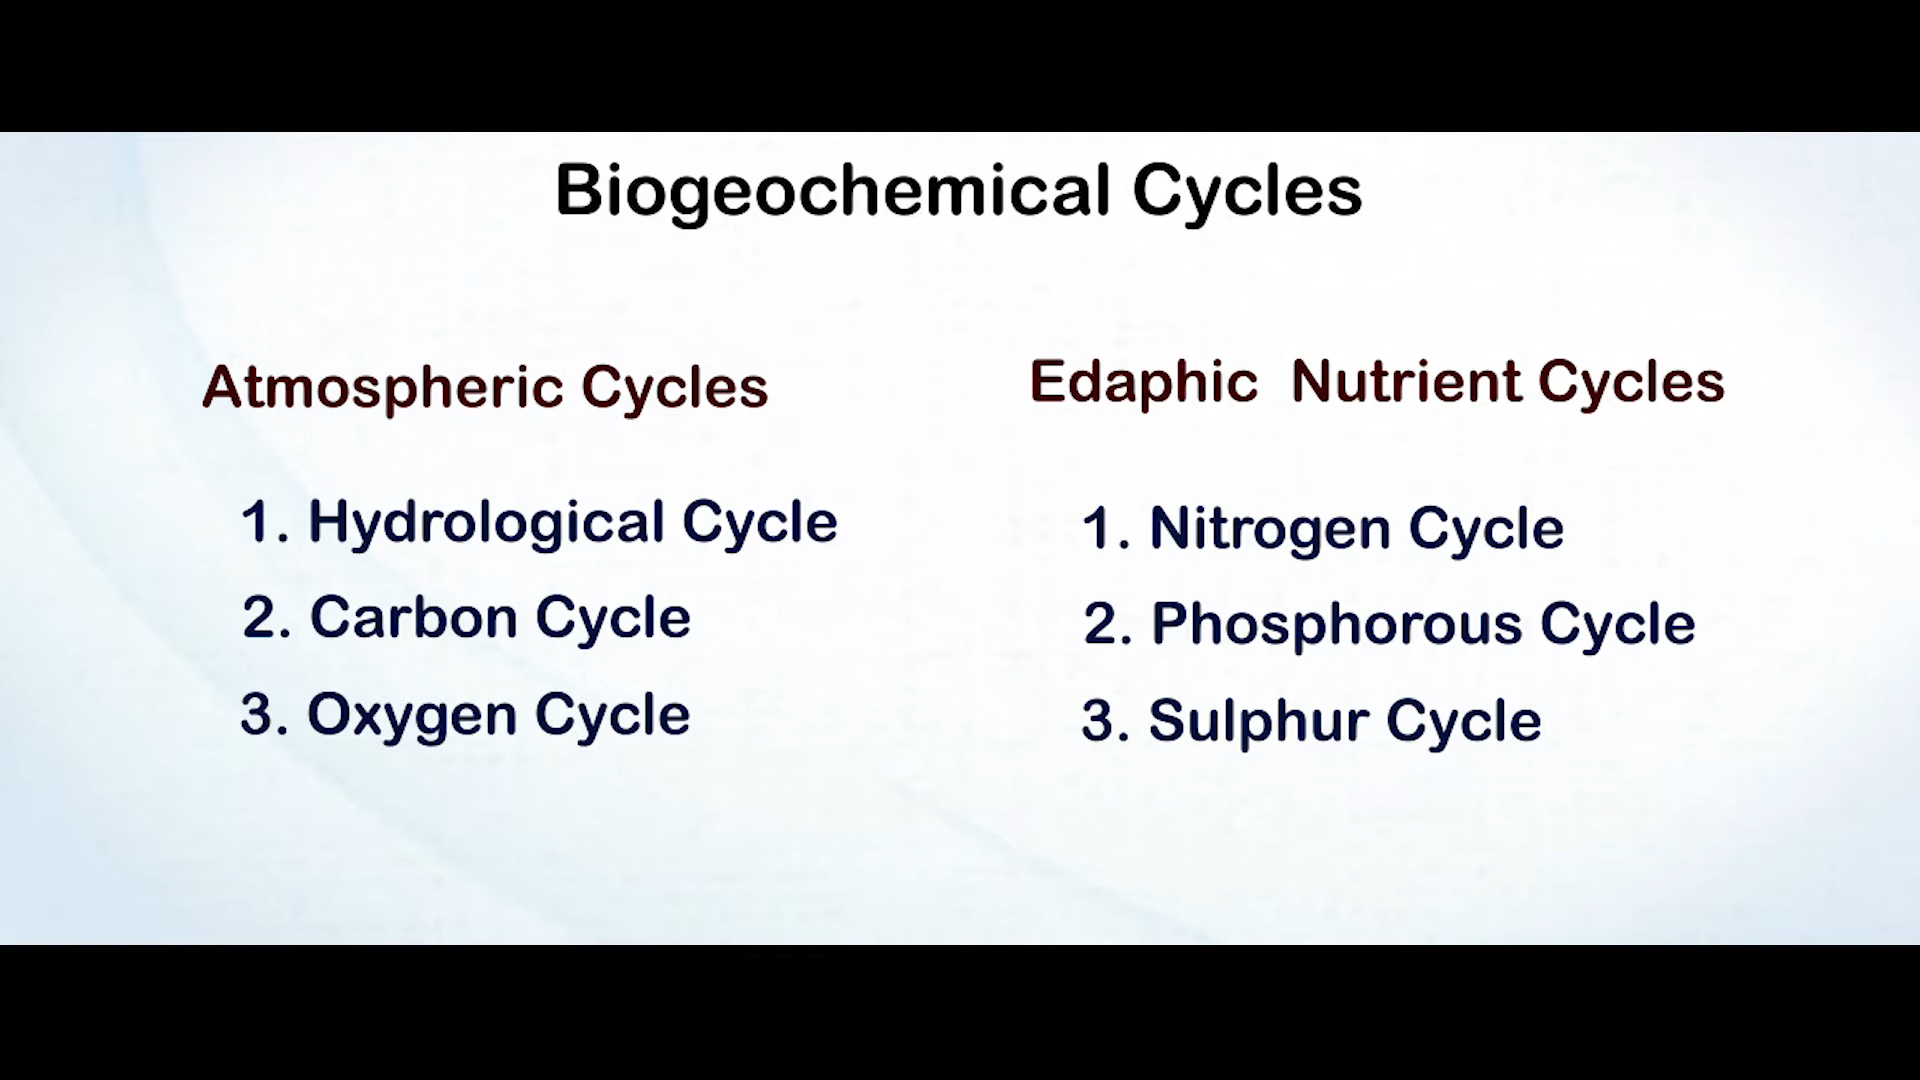 Biogeochemical Cycles
Atmospheric Cycles
1. Hydrological Cycle
2. Carbon Cycle
3. Oxygen Cycle
Edaphic Nutrient Cycles
1. Nitrogen Cycle
2. Phosphorous Cycle
3. Sulphur Cycle